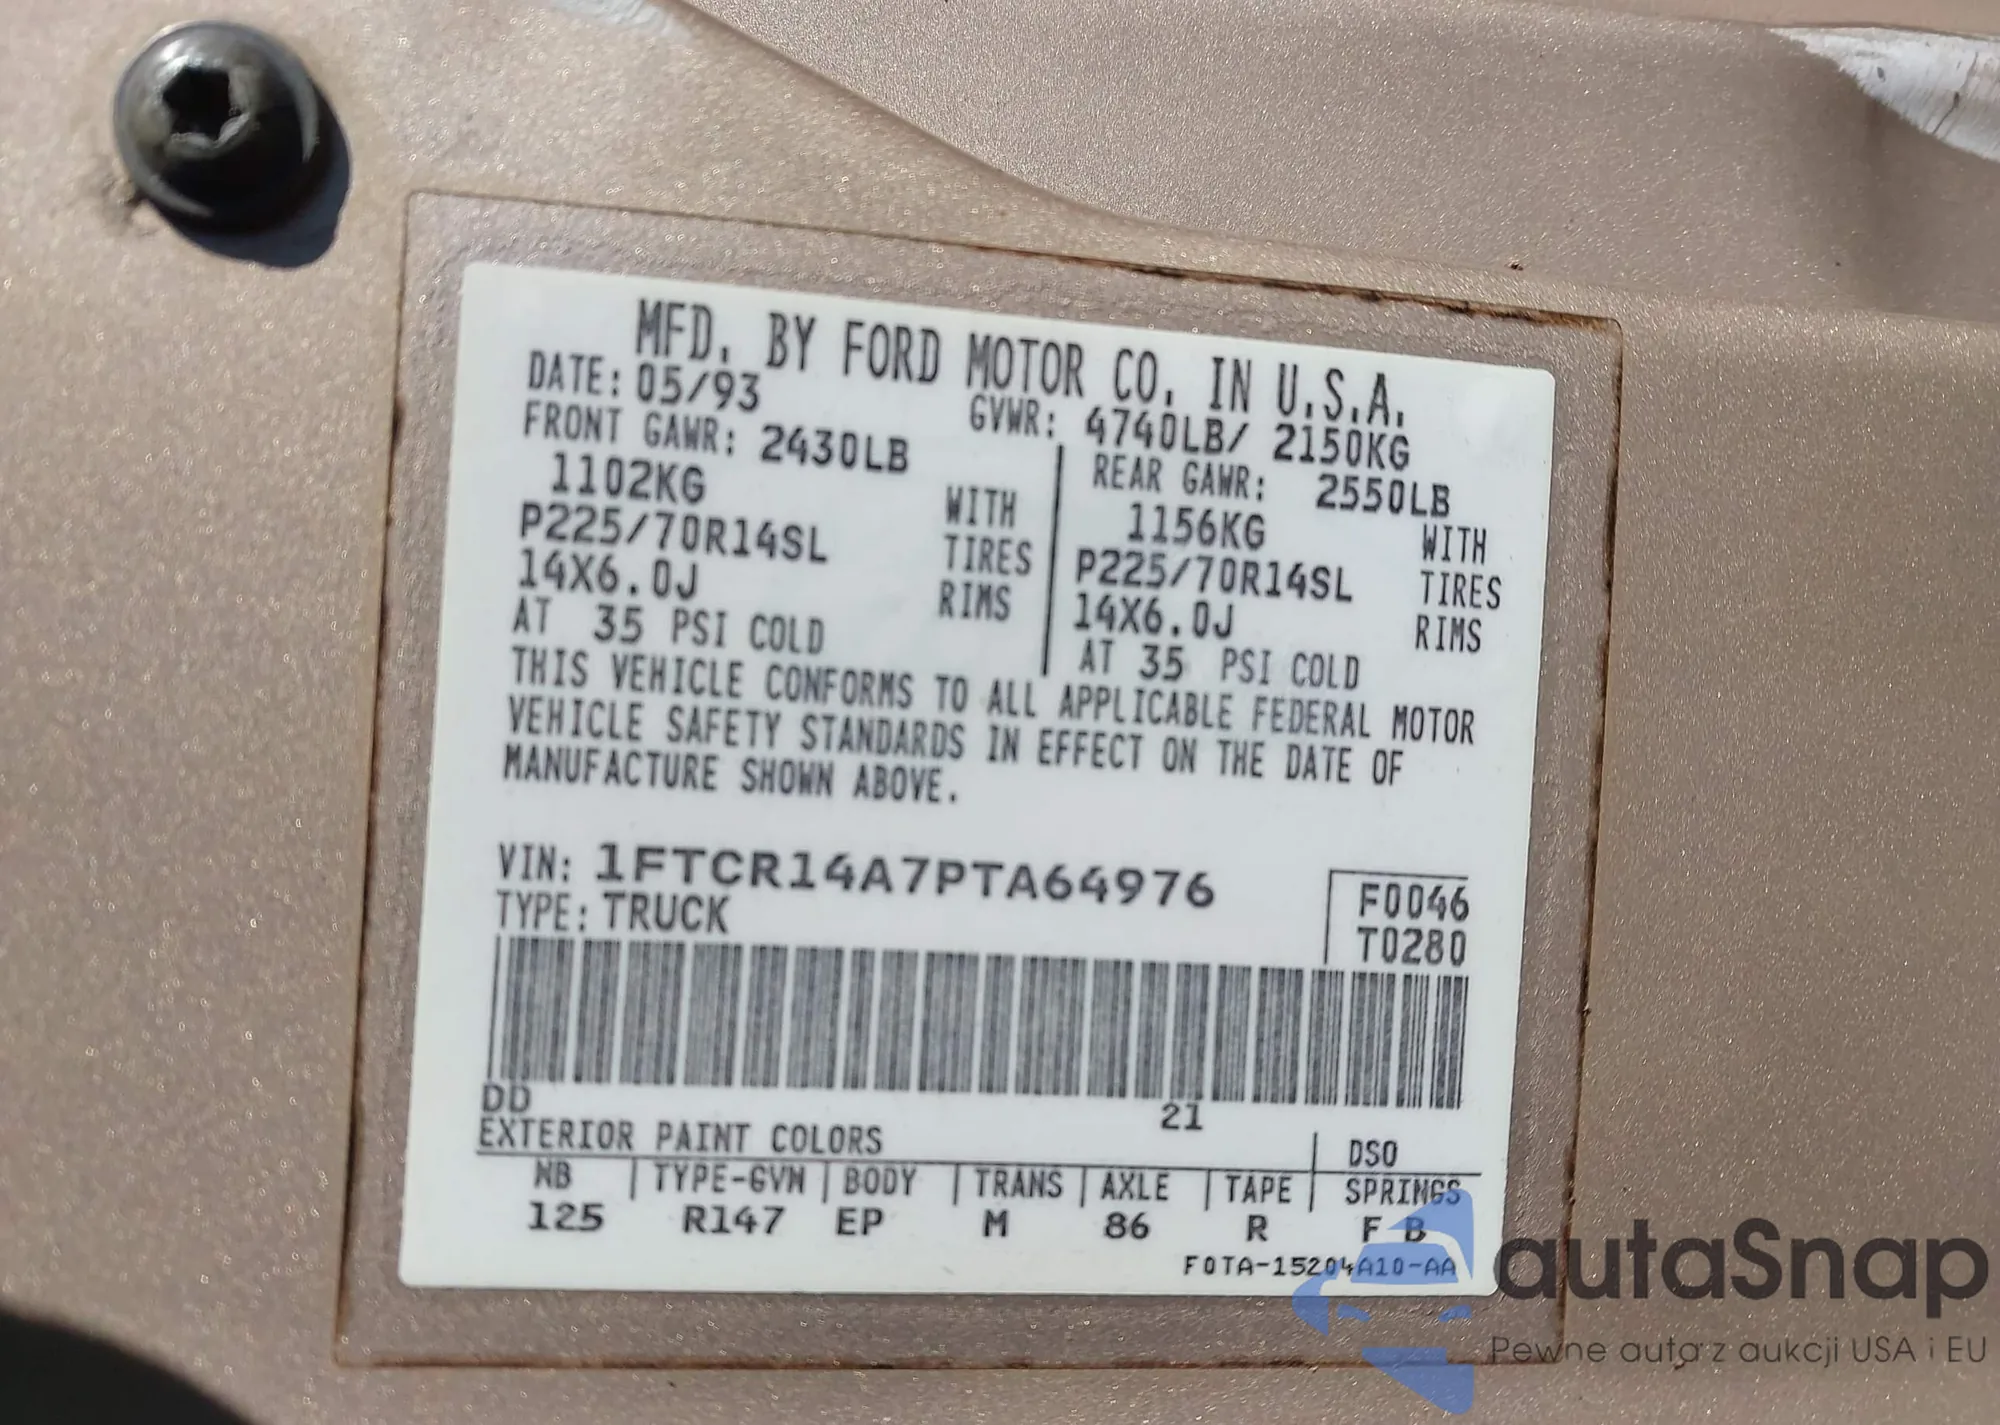 MFD. BY FORD MOTOR CO. IN U.S.A.
DATE: 05/93 GVWR: 4740LB/ 2150KG
FRONT GAWR: 2430LB
1102KG WITH
P225/70R14SL TIRES
14X6.0J RIMS
AT 35 PSI COLD
REAR GAWR: 2550LB
1156KG WITH
P225/70R14SL TIRES
14X6.0J RIMS
AT 35 PSI COLD
THIS VEHICLE CONFORMS TO ALL APPLICABLE FEDERAL MOTOR
VEHICLE SAFETY STANDARDS IN EFFECT ON THE DATE OF
MANUFACTURE SHOWN ABOVE.
VIN: 1FTCR14A7PTA64976
TYPE: TRUCK
F0046
T0280
DD 21
EXTERIOR PAINT COLORS DSO
WB TYPE-GVW BODY TRANS AXLE TAPE SPRINGS
125 R147 EP M 86 R F B
F0TA-15204A10-AA
autaSnap
Pewne auta z aukcji USA i EU